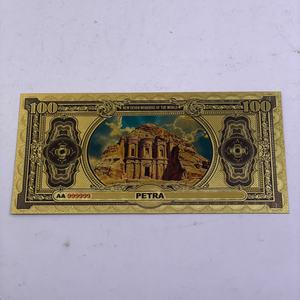 NEW SEVEN WONDERS OF THE WORLD
100 100
AA 999999
PETRA